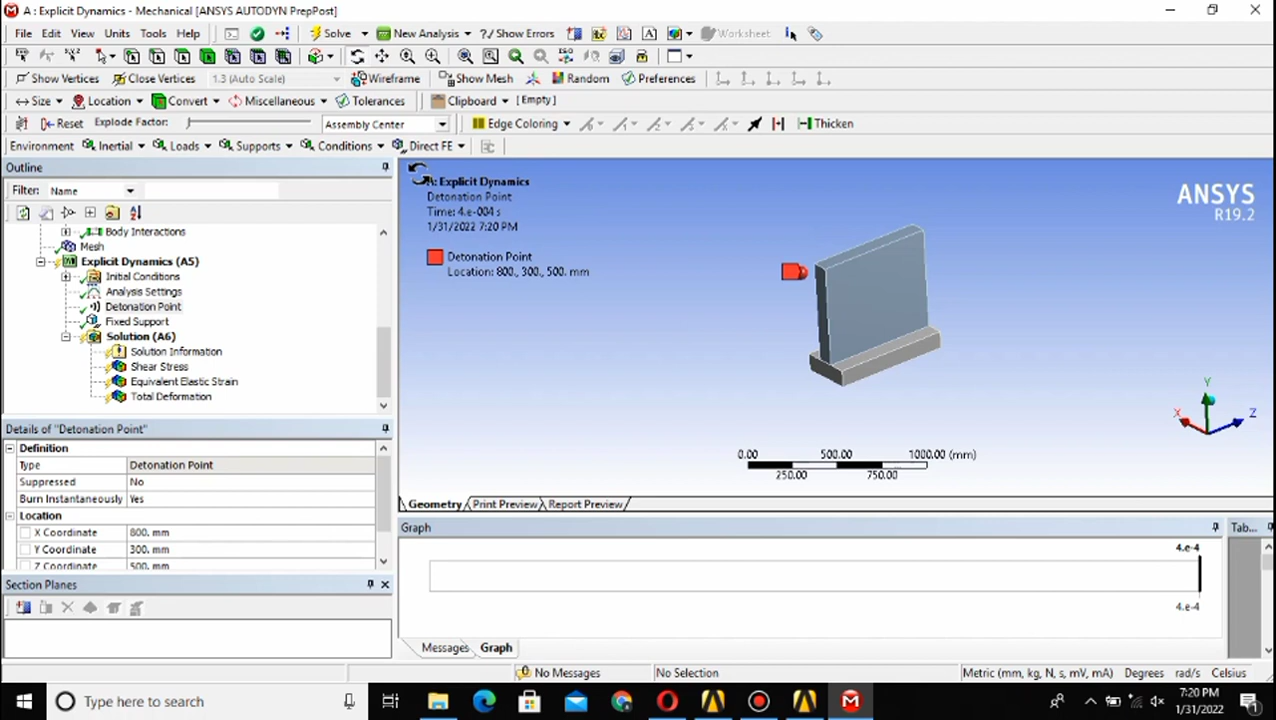 A : Explicit Dynamics - Mechanical [ANSYS AUTODYN PrepPost]
File Edit View Units Tools Help Solve New Analysis ?/ Show Errors Worksheet
Show Vertices Close Vertices 1.3 (Auto Scale) Wireframe Show Mesh Random Preferences
Size Location Convert Miscellaneous Tolerances Clipboard [ Empty ]
Reset Explode Factor: Assembly Center Edge Coloring Thicken
Environment Inertial Loads Supports Conditions Direct FE
Outline
Filter: Name
Body Interactions
Mesh
Explicit Dynamics (A5)
Initial Conditions
Analysis Settings
Detonation Point
Fixed Support
Solution (A6)
Solution Information
Shear Stress
Equivalent Elastic Strain
Total Deformation
Details of "Detonation Point"
Definition
Type Detonation Point
Suppressed No
Burn Instantaneously Yes
Location
X Coordinate 800. mm
Y Coordinate 300. mm
Z Coordinate 500. mm
Section Planes
A: Explicit Dynamics
Detonation Point
Time: 4.e-004 s
1/31/2022 7:20 PM
Detonation Point
Location: 800., 300., 500. mm
ANSYS
R19.2
Y
X
Z
0.00 500.00 1000.00 (mm)
250.00 750.00
Geometry Print Preview Report Preview
Graph
Tab...
4.e-4
4.e-4
Messages Graph
No Messages No Selection Metric (mm, kg, N, s, mV, mA) Degrees rad/s Celsius
Type here to search
7:20 PM
1/31/2022
1